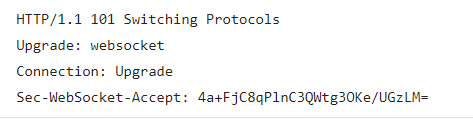 HTTP/1.1 101 Switching Protocols
Upgrade: websocket
Connection: Upgrade
Sec-WebSocket-Accept: 4a+FjC8qPlnC3QWtg3OKe/UGzLM=